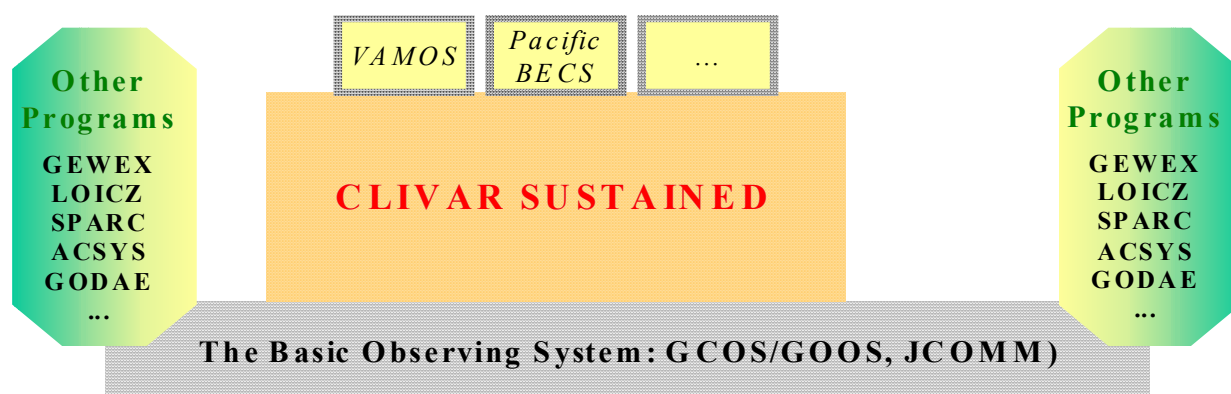 VAMOS
Pacific
BECS
...
Other
Programs
GEWEX
LOICZ
SPARC
ACSYS
GODAE
...
CLIVAR SUSTAINED
Other
Programs
GEWEX
LOICZ
SPARC
ACSYS
GODAE
...
The Basic Observing System: GCOS/GOOS, JCOMM)